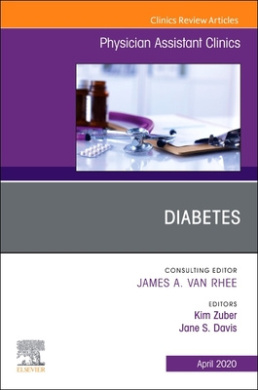 Clinics Review Articles
Physician Assistant Clinics
DIABETES
CONSULTING EDITOR
JAMES A. VAN RHEE
EDITORS
Kim Zuber
Jane S. Davis
ELSEVIER
April 2020